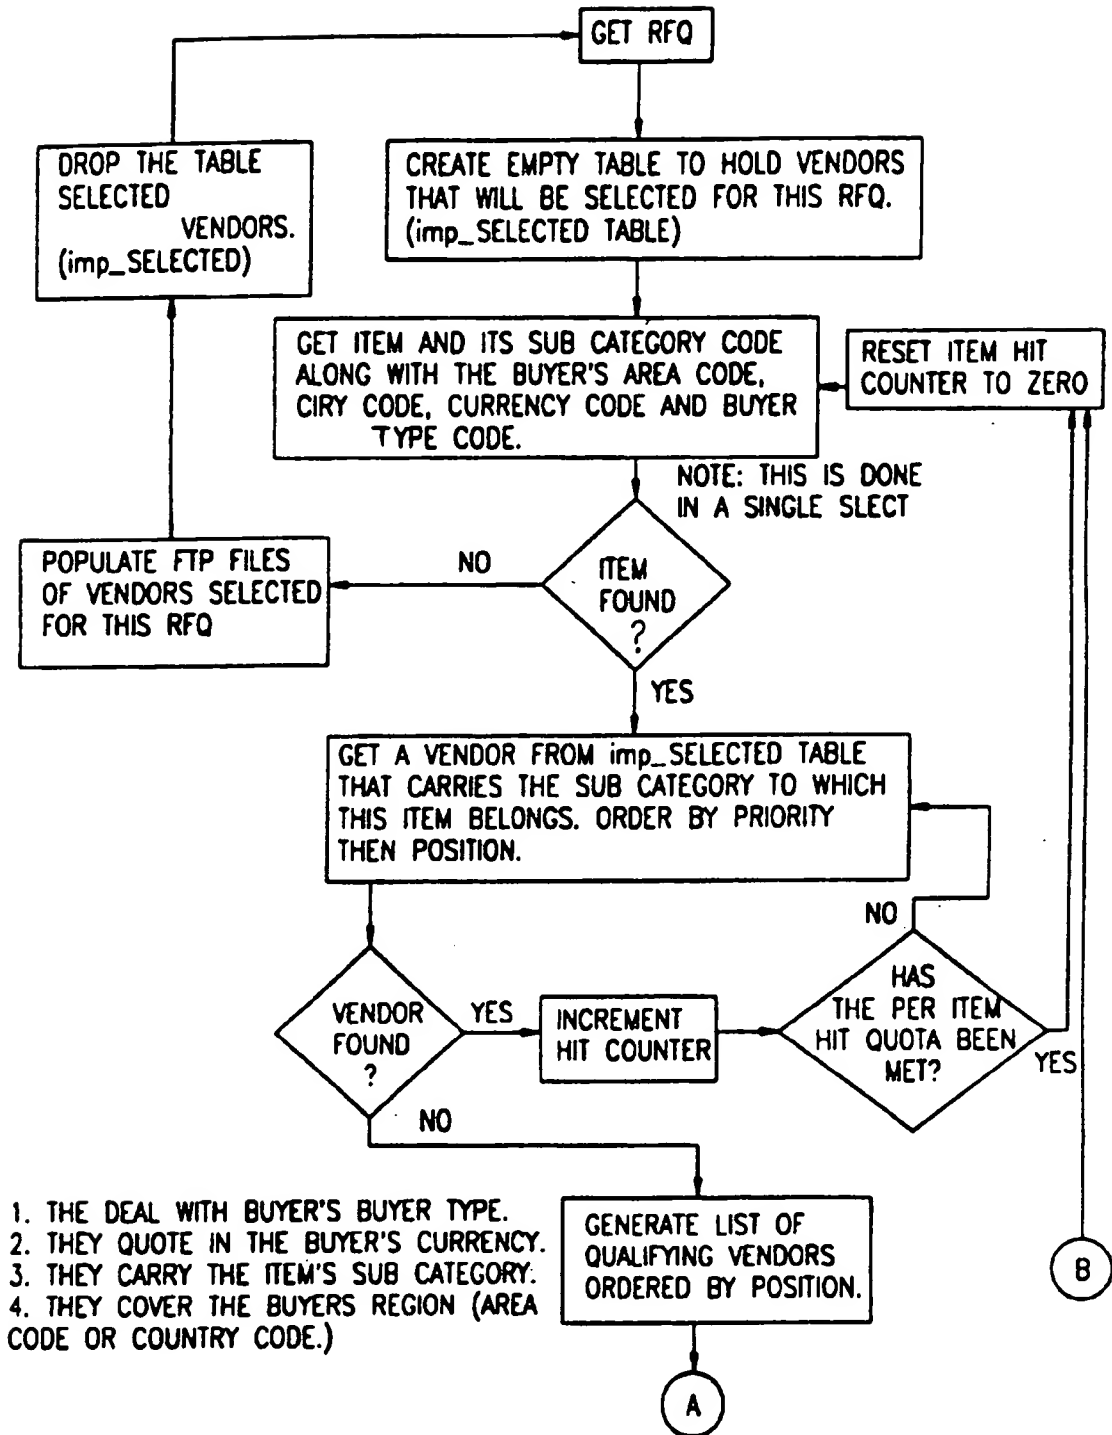 GET RFQ
DROP THE TABLE
SELECTED
VENDORS.
(imp_SELECTED)
CREATE EMPTY TABLE TO HOLD VENDORS
THAT WILL BE SELECTED FOR THIS RFQ.
(imp_SELECTED TABLE)
GET ITEM AND ITS SUB CATEGORY CODE
ALONG WITH THE BUYER'S AREA CODE,
CIRY CODE, CURRENCY CODE AND BUYER
TYPE CODE.
RESET ITEM HIT
COUNTER TO ZERO
NOTE: THIS IS DONE
IN A SINGLE SLECT
POPULATE FTP FILES
OF VENDORS SELECTED
FOR THIS RFQ
NO
ITEM
FOUND
?
YES
GET A VENDOR FROM imp_SELECTED TABLE
THAT CARRIES THE SUB CATEGORY TO WHICH
THIS ITEM BELONGS. ORDER BY PRIORITY
THEN POSITION.
NO
VENDOR
FOUND
?
YES
INCREMENT
HIT COUNTER
HAS
THE PER ITEM
HIT QUOTA BEEN
MET?
YES
NO
1. THE DEAL WITH BUYER'S BUYER TYPE.
2. THEY QUOTE IN THE BUYER'S CURRENCY.
3. THEY CARRY THE ITEM'S SUB CATEGORY.
4. THEY COVER THE BUYERS REGION (AREA
CODE OR COUNTRY CODE.)
GENERATE LIST OF
QUALIFYING VENDORS
ORDERED BY POSITION.
B
A